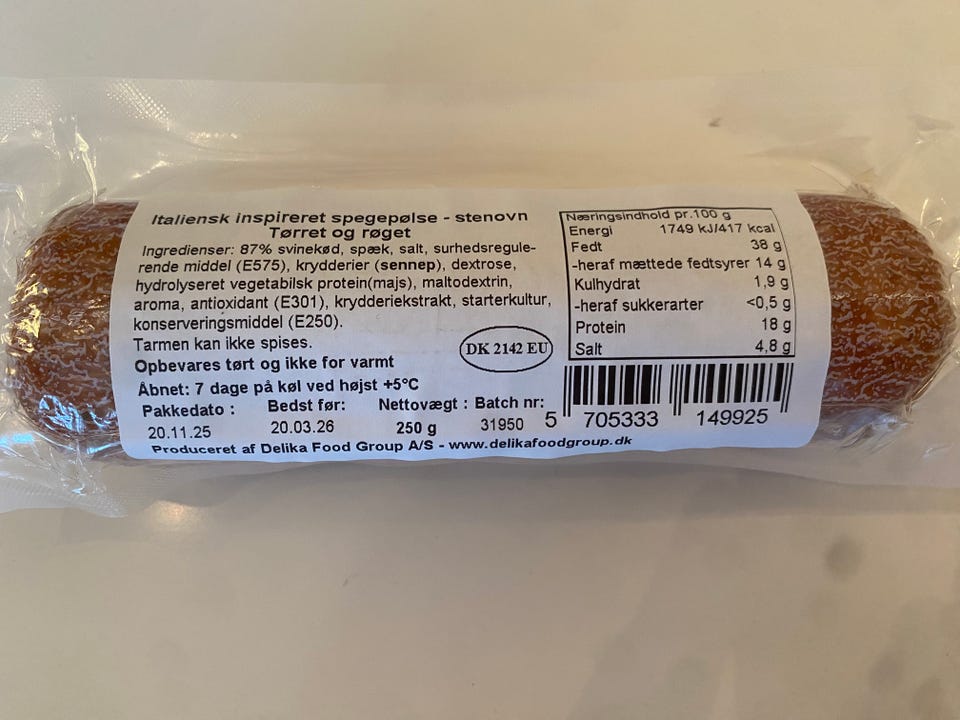 Italiensk inspireret spegepølse - stenovn
Tørret og røget
Ingredienser: 87% svinekød, spæk, salt, surhedsregule-
rende middel (E575), krydderier (sennep), dextrose,
hydrolyseret vegetabilsk protein(majs), maltodextrin,
aroma, antioxidant (E301), krydderiekstrakt, starterkultur,
konserveringsmiddel (E250).
Tarmen kan ikke spises.
Opbevares tørt og ikke for varmt
Åbnet: 7 dage på køl ved højst +5°C
DK 2142 EU
Pakkedato : Bedst før: Nettovægt : Batch nr:
20.11.25 20.03.26 250 g 31950
Produceret af Delika Food Group A/S - www.delikafoodgroup.dk
Næringsindhold pr.100 g
Energi 1749 kJ/417 kcal
Fedt 38 g
-heraf mættede fedtsyrer 14 g
Kulhydrat 1,9 g
-heraf sukkerarter <0,5 g
Protein 18 g
Salt 4,8 g
5 705333 149925